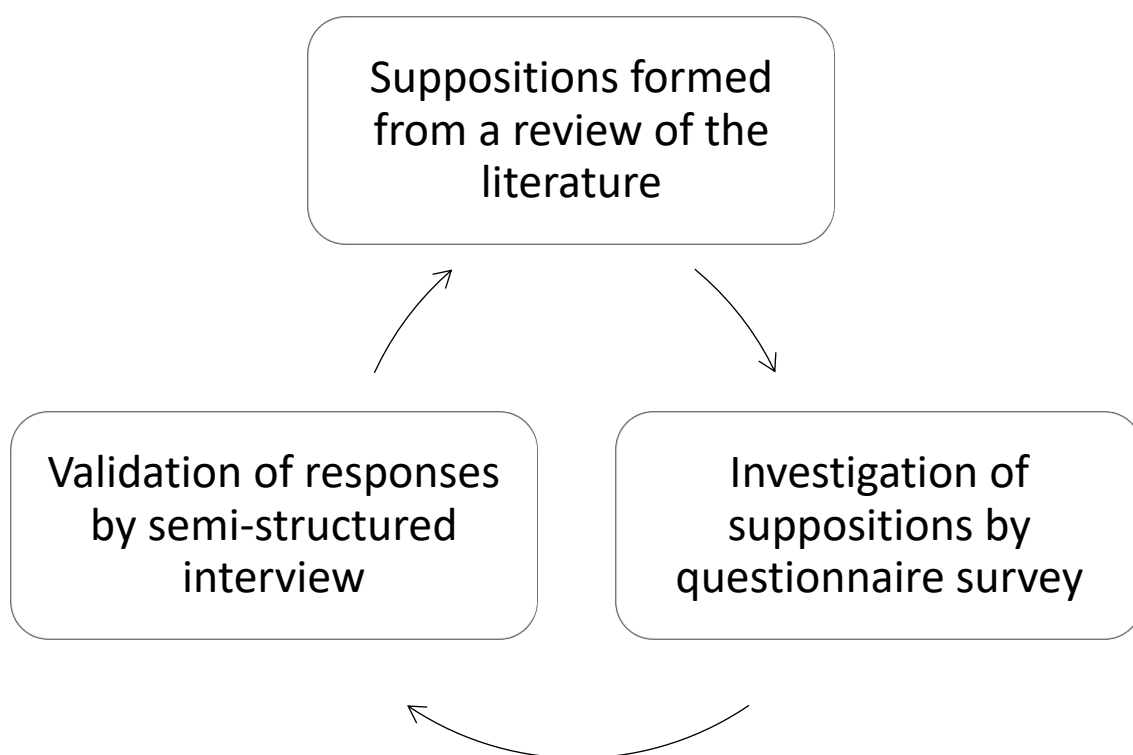 Suppositions formed
from a review of the
literature
Validation of responses
by semi-structured
interview
Investigation of
suppositions by
questionnaire survey